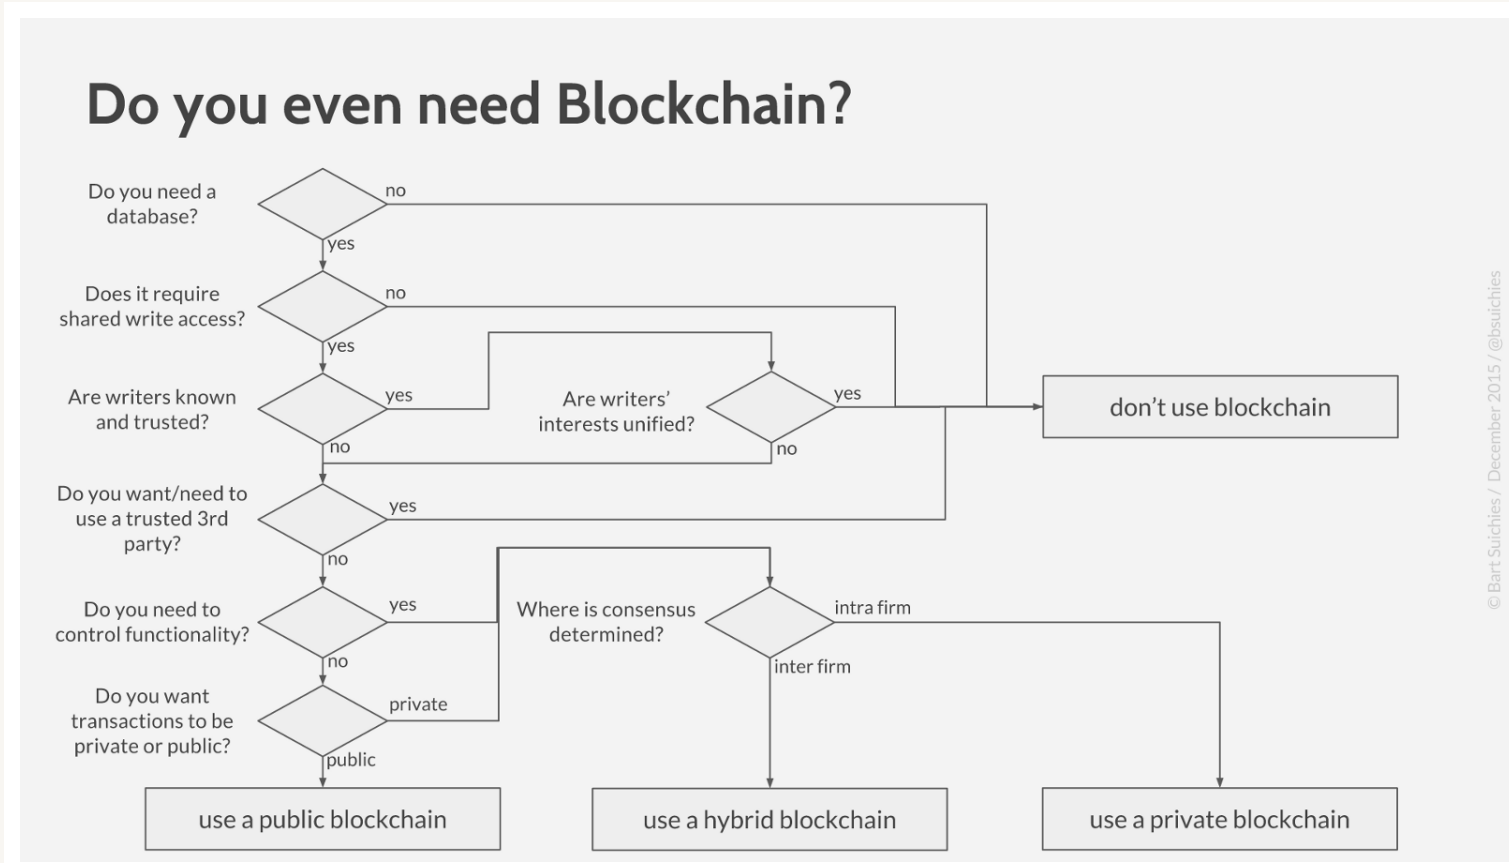 Do you even need Blockchain?
Do you need a
database?
no
yes
Does it require
shared write access?
no
yes
Are writers known
and trusted?
yes
no
Are writers’
interests unified?
yes
no
don’t use blockchain
Do you want/need to
use a trusted 3rd
party?
yes
no
Do you need to
control functionality?
yes
no
Where is consensus
determined?
intra firm
inter firm
Do you want
transactions to be
private or public?
private
public
use a public blockchain
use a hybrid blockchain
use a private blockchain
© Bart Suichies / December 2015 / @bsuichies